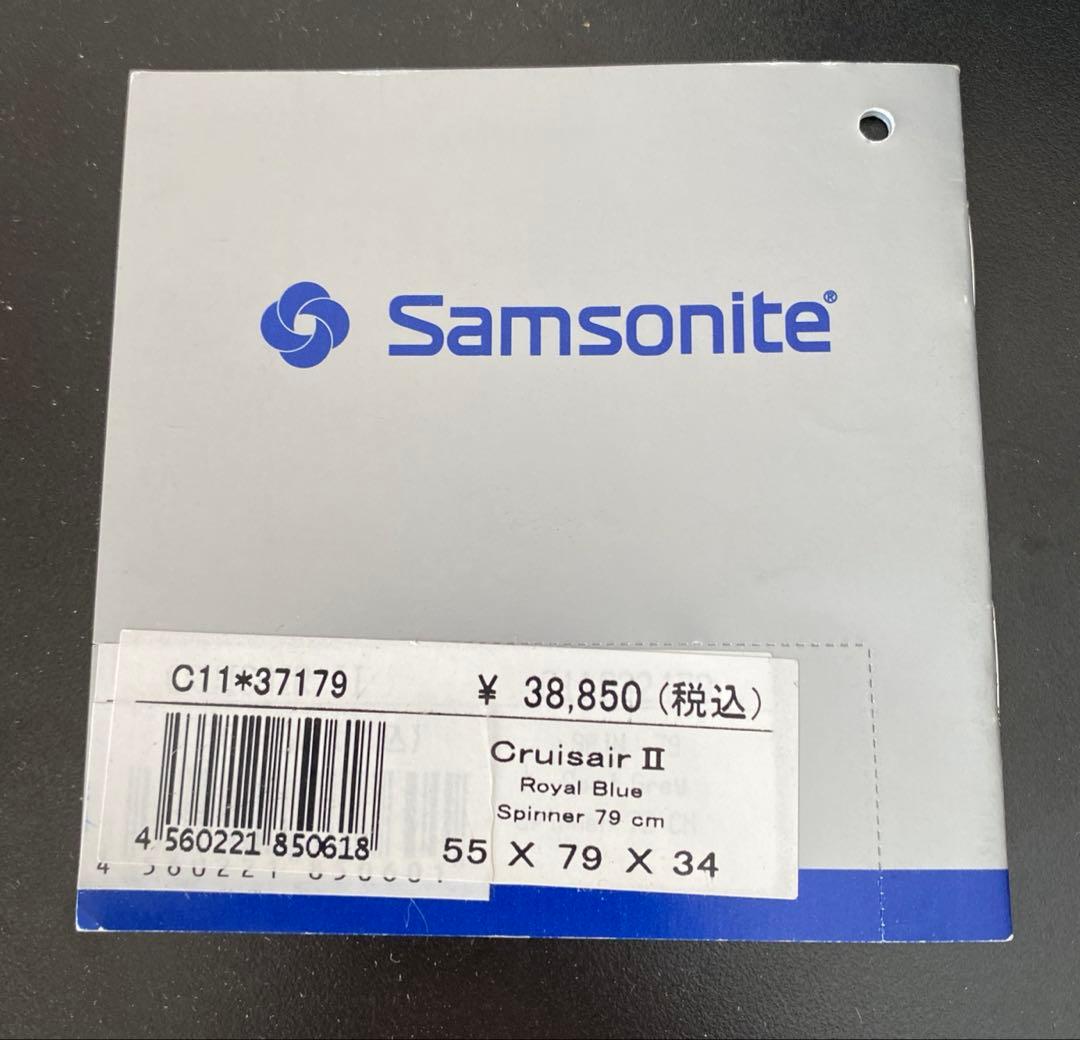 Samsonite®
C11*37179 ¥ 38,850 (税込)
Cruisair Ⅱ
Royal Blue
Spinner 79 cm
4 560221 850618
55 X 79 X 34